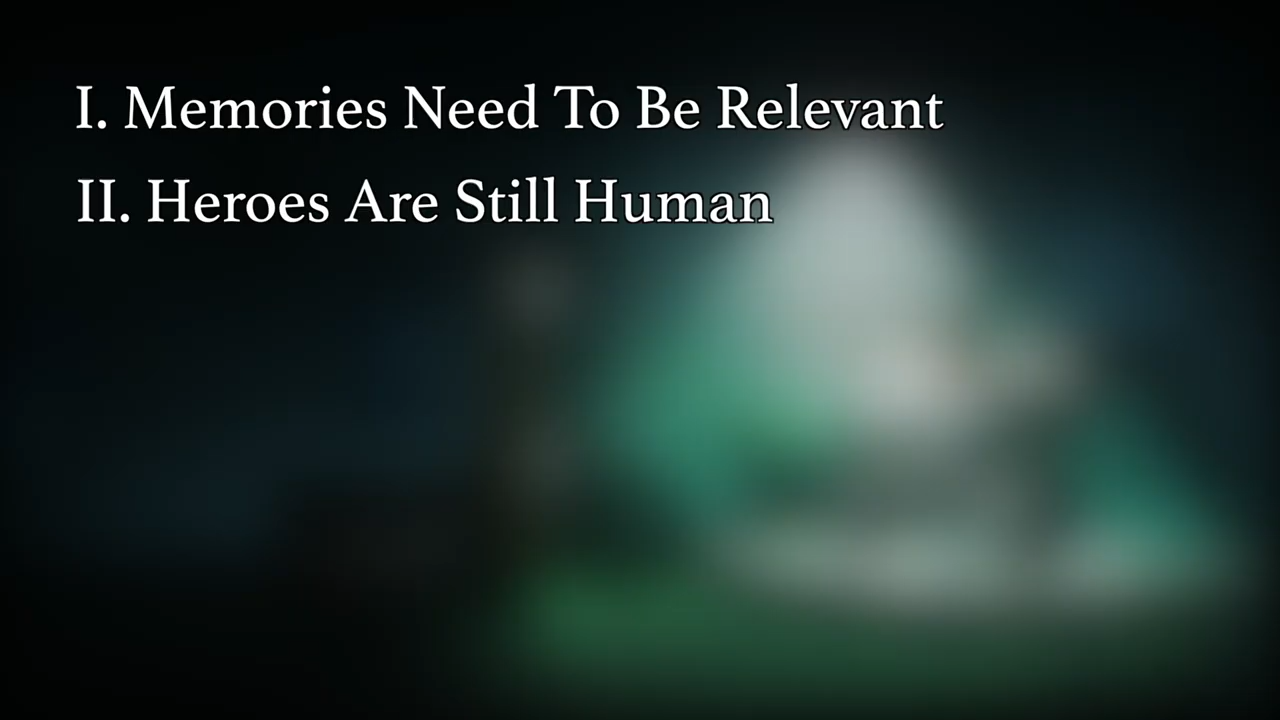 I. Memories Need To Be Relevant
II. Heroes Are Still Human